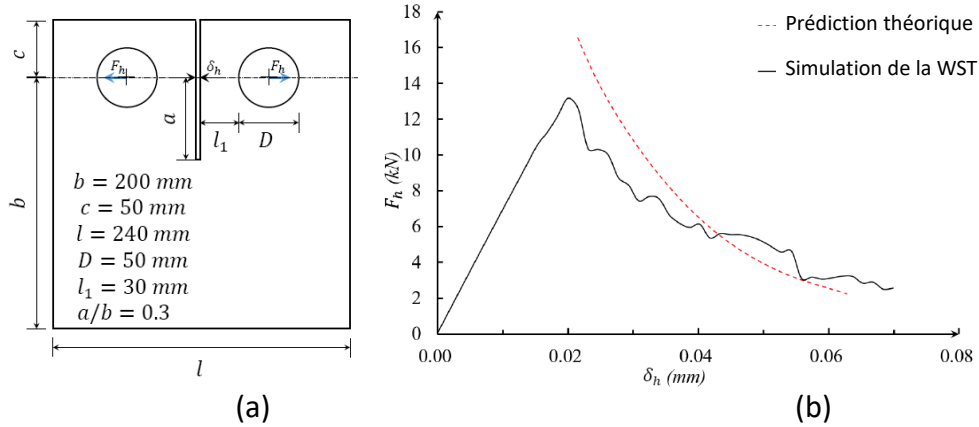 c
F_h
δ_h
F_h
a
l_1
D
b
b = 200 mm
c = 50 mm
l = 240 mm
D = 50 mm
l_1 = 30 mm
a/b = 0.3
l
(a)
18
16
14
12
10
8
6
4
2
0
F_h (kN)
Prédiction théorique
Simulation de la WST
0.00
0.02
0.04
0.06
0.08
δ_h (mm)
(b)